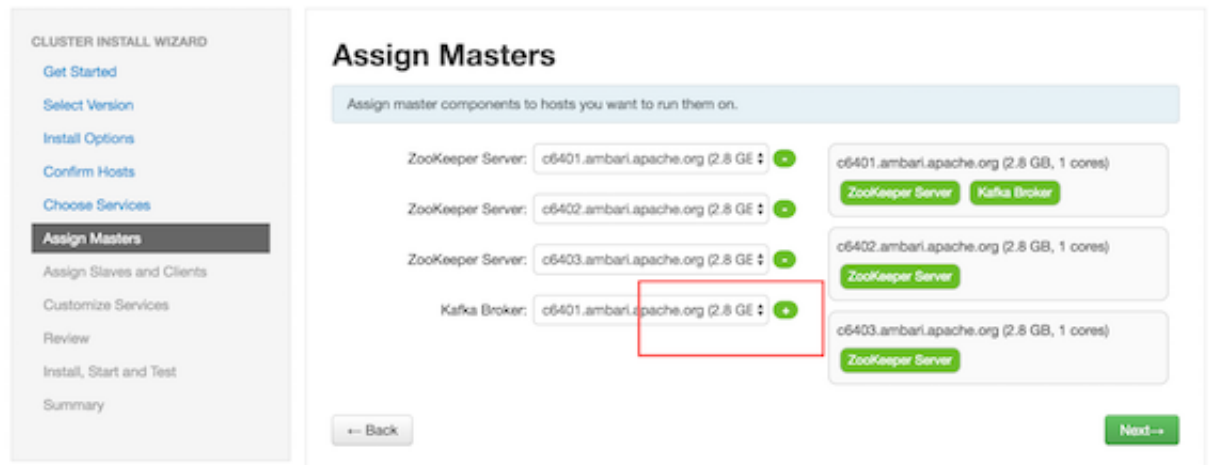 CLUSTER INSTALL WIZARD
Get Started
Select Version
Install Options
Confirm Hosts
Choose Services
Assign Masters
Assign Slaves and Clients
Customize Services
Review
Install, Start and Test
Summary
Assign Masters
Assign master components to hosts you want to run them on.
ZooKeeper Server: c6401.ambari.apache.org (2.8 GE -
ZooKeeper Server: c6402.ambari.apache.org (2.8 GE -
ZooKeeper Server: c6403.ambari.apache.org (2.8 GE -
Kafka Broker: c6401.ambari.apache.org (2.8 GE +
c6401.ambari.apache.org (2.8 GB, 1 cores)
ZooKeeper Server Kafka Broker
c6402.ambari.apache.org (2.8 GB, 1 cores)
ZooKeeper Server
c6403.ambari.apache.org (2.8 GB, 1 cores)
ZooKeeper Server
← Back
Next→